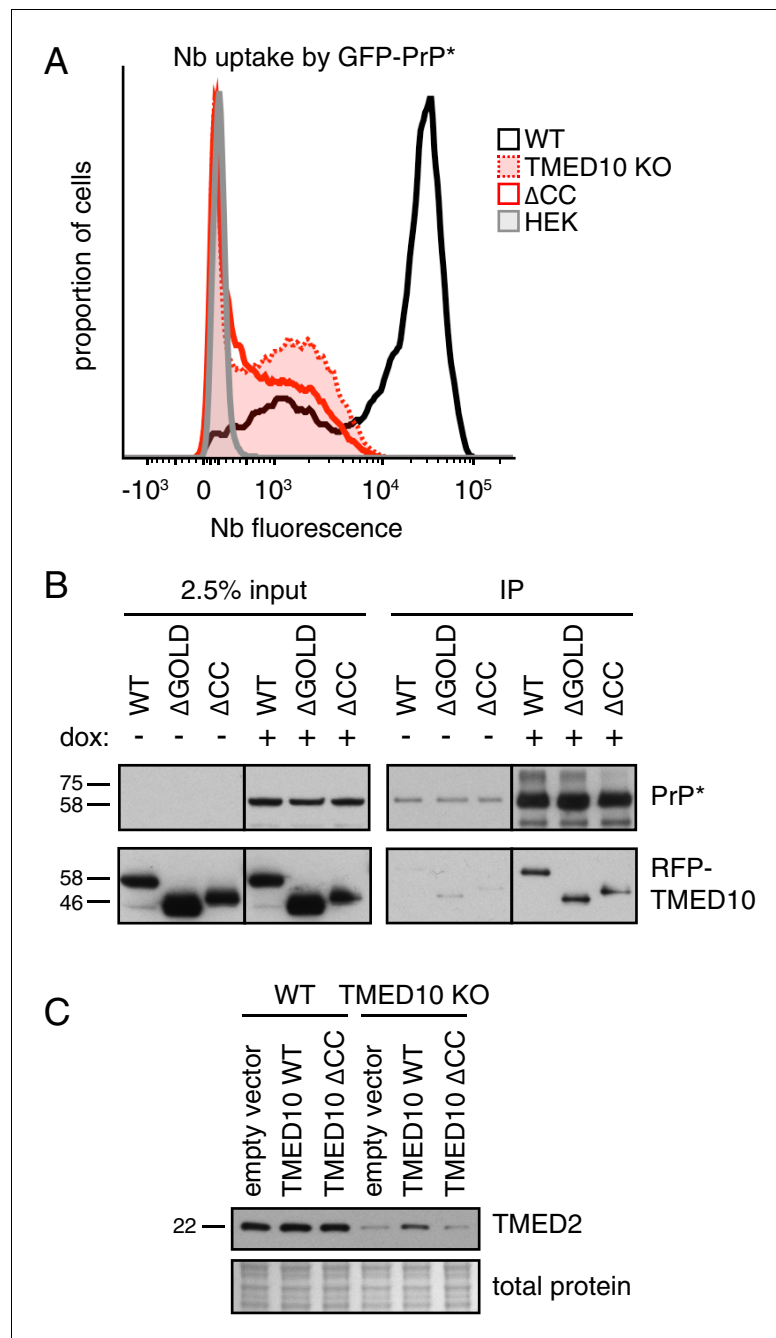 A
Nb uptake by GFP-PrP*
WT
TMED10 KO
ΔCC
HEK
proportion of cells
-10³ 0 10³ 10⁴ 10⁵
Nb fluorescence
B
2.5% input IP
WT ΔGOLD ΔCC WT ΔGOLD ΔCC WT ΔGOLD ΔCC WT ΔGOLD ΔCC
dox: - - - + + + - - - + + +
75
58
PrP*
58
46
RFP-
TMED10
C
WT TMED10 KO
empty vector TMED10 WT TMED10 ΔCC empty vector TMED10 WT TMED10 ΔCC
22 TMED2
total protein